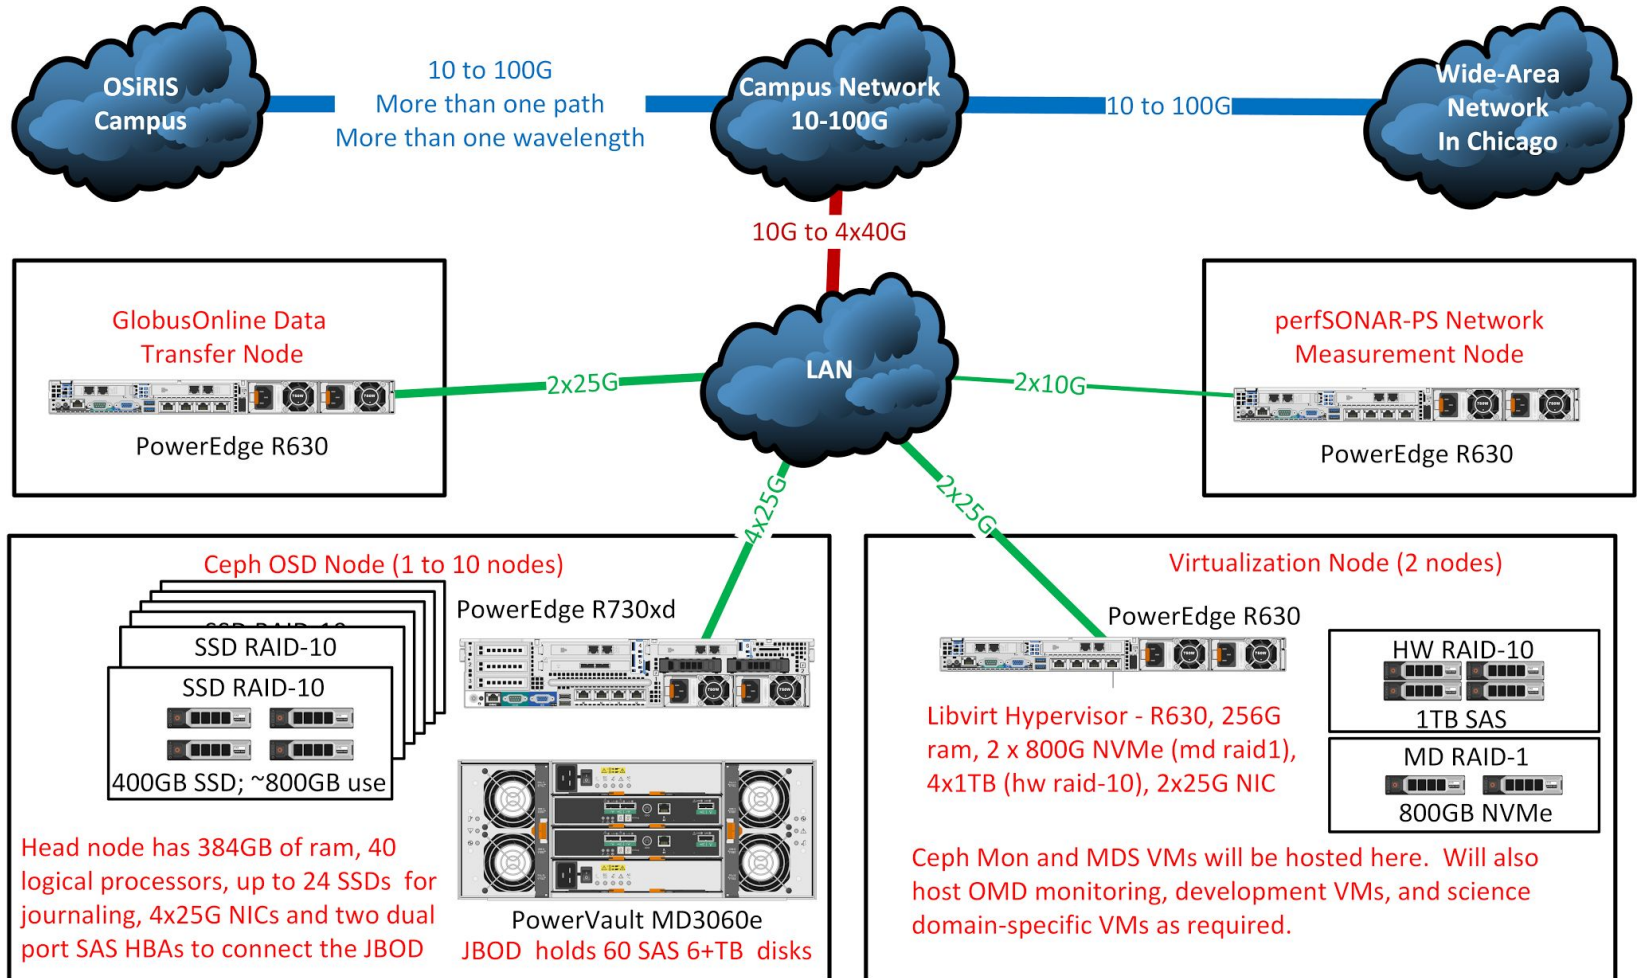 OSiRIS
Campus
10 to 100G
More than one path
More than one wavelength
Campus Network
10-100G
10 to 100G
Wide-Area
Network
In Chicago
10G to 4x40G
GlobusOnline Data
Transfer Node
PowerEdge R630
2x25G
LAN
2x10G
perfSONAR-PS Network
Measurement Node
PowerEdge R630
4x25G
2x25G
Ceph OSD Node (1 to 10 nodes)
PowerEdge R730xd
SSD RAID-10
SSD RAID-10
SSD RAID-10
400GB SSD; ~800GB use
Head node has 384GB of ram, 40
logical processors, up to 24 SSDs for
journaling, 4x25G NICs and two dual
port SAS HBAs to connect the JBOD
PowerVault MD3060e
JBOD holds 60 SAS 6+TB disks
Virtualization Node (2 nodes)
PowerEdge R630
HW RAID-10
1TB SAS
MD RAID-1
800GB NVMe
Libvirt Hypervisor - R630, 256G
ram, 2 x 800G NVMe (md raid1),
4x1TB (hw raid-10), 2x25G NIC
Ceph Mon and MDS VMs will be hosted here. Will also
host OMD monitoring, development VMs, and science
domain-specific VMs as required.